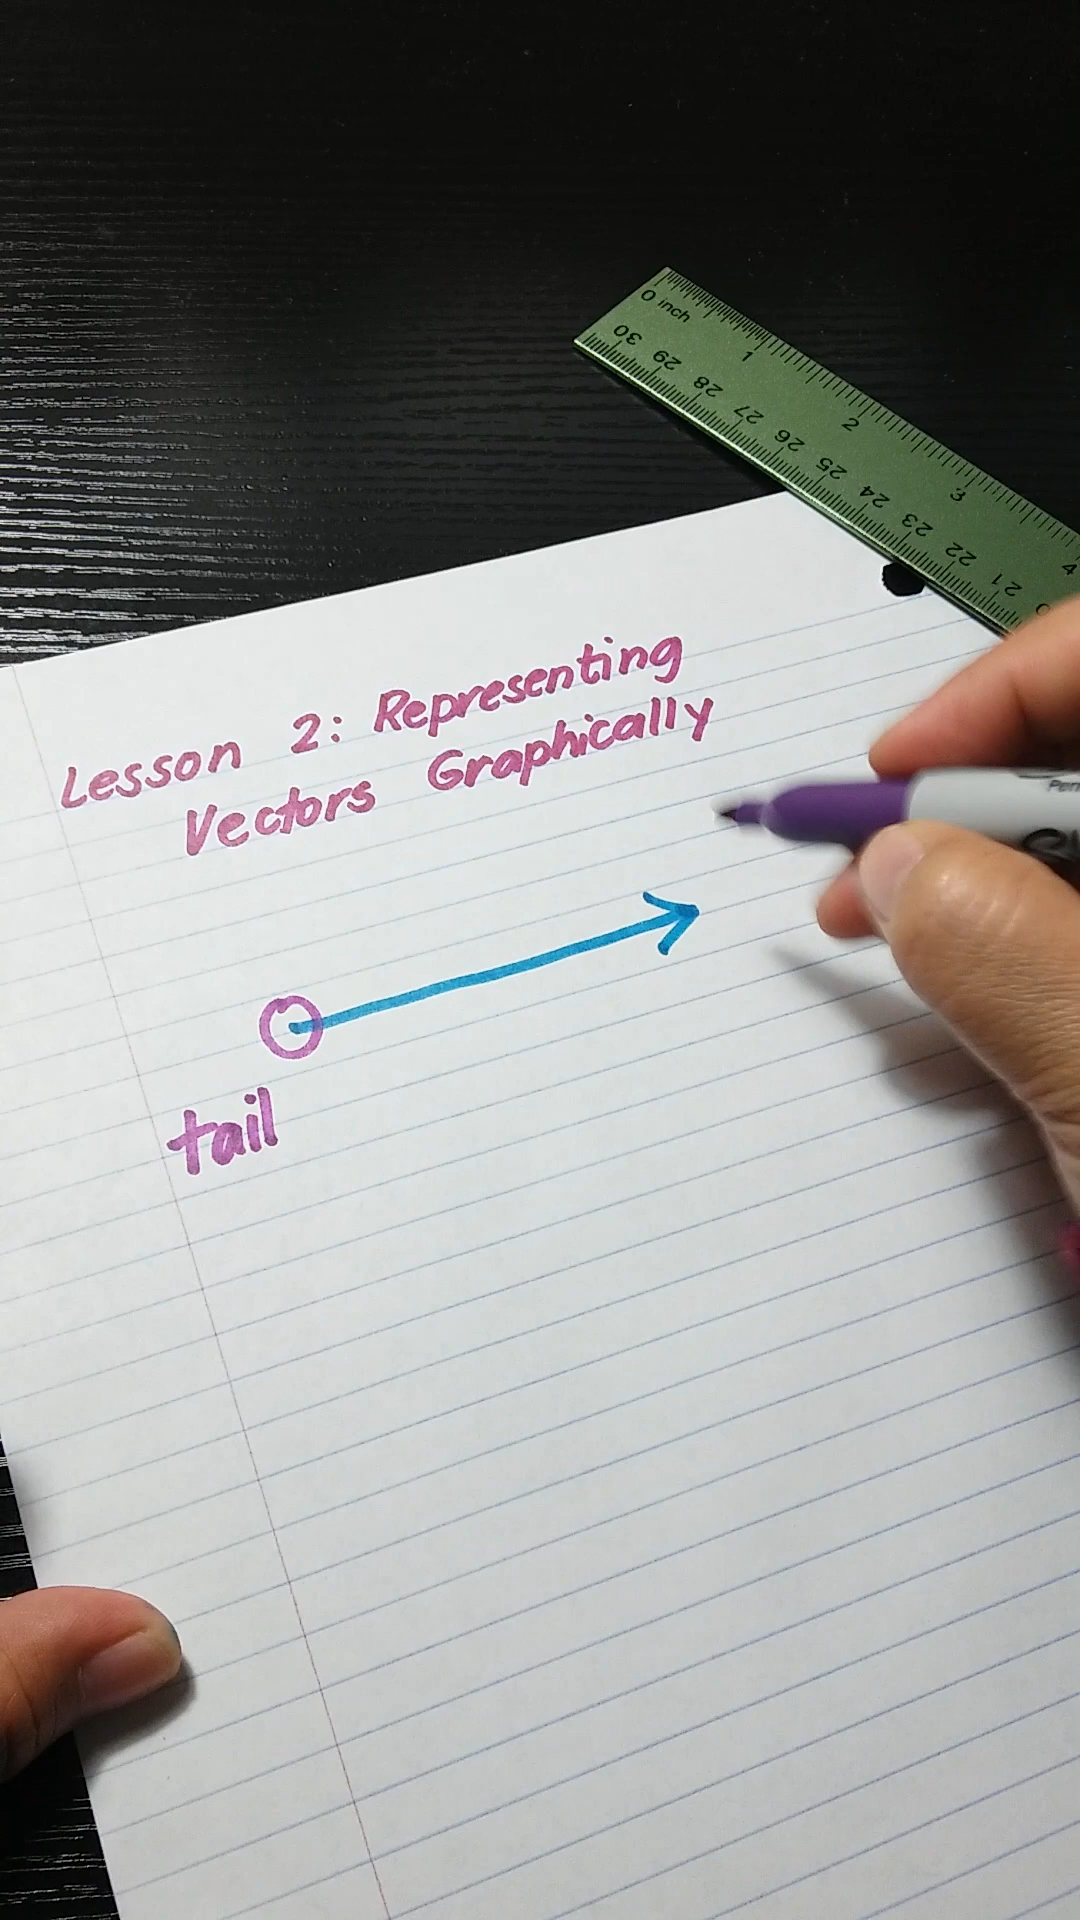 Lesson 2: Representing
Vectors Graphically
tail
0 inch
1
2
3
4
30 29 28 27 26 25 24 23 22 21